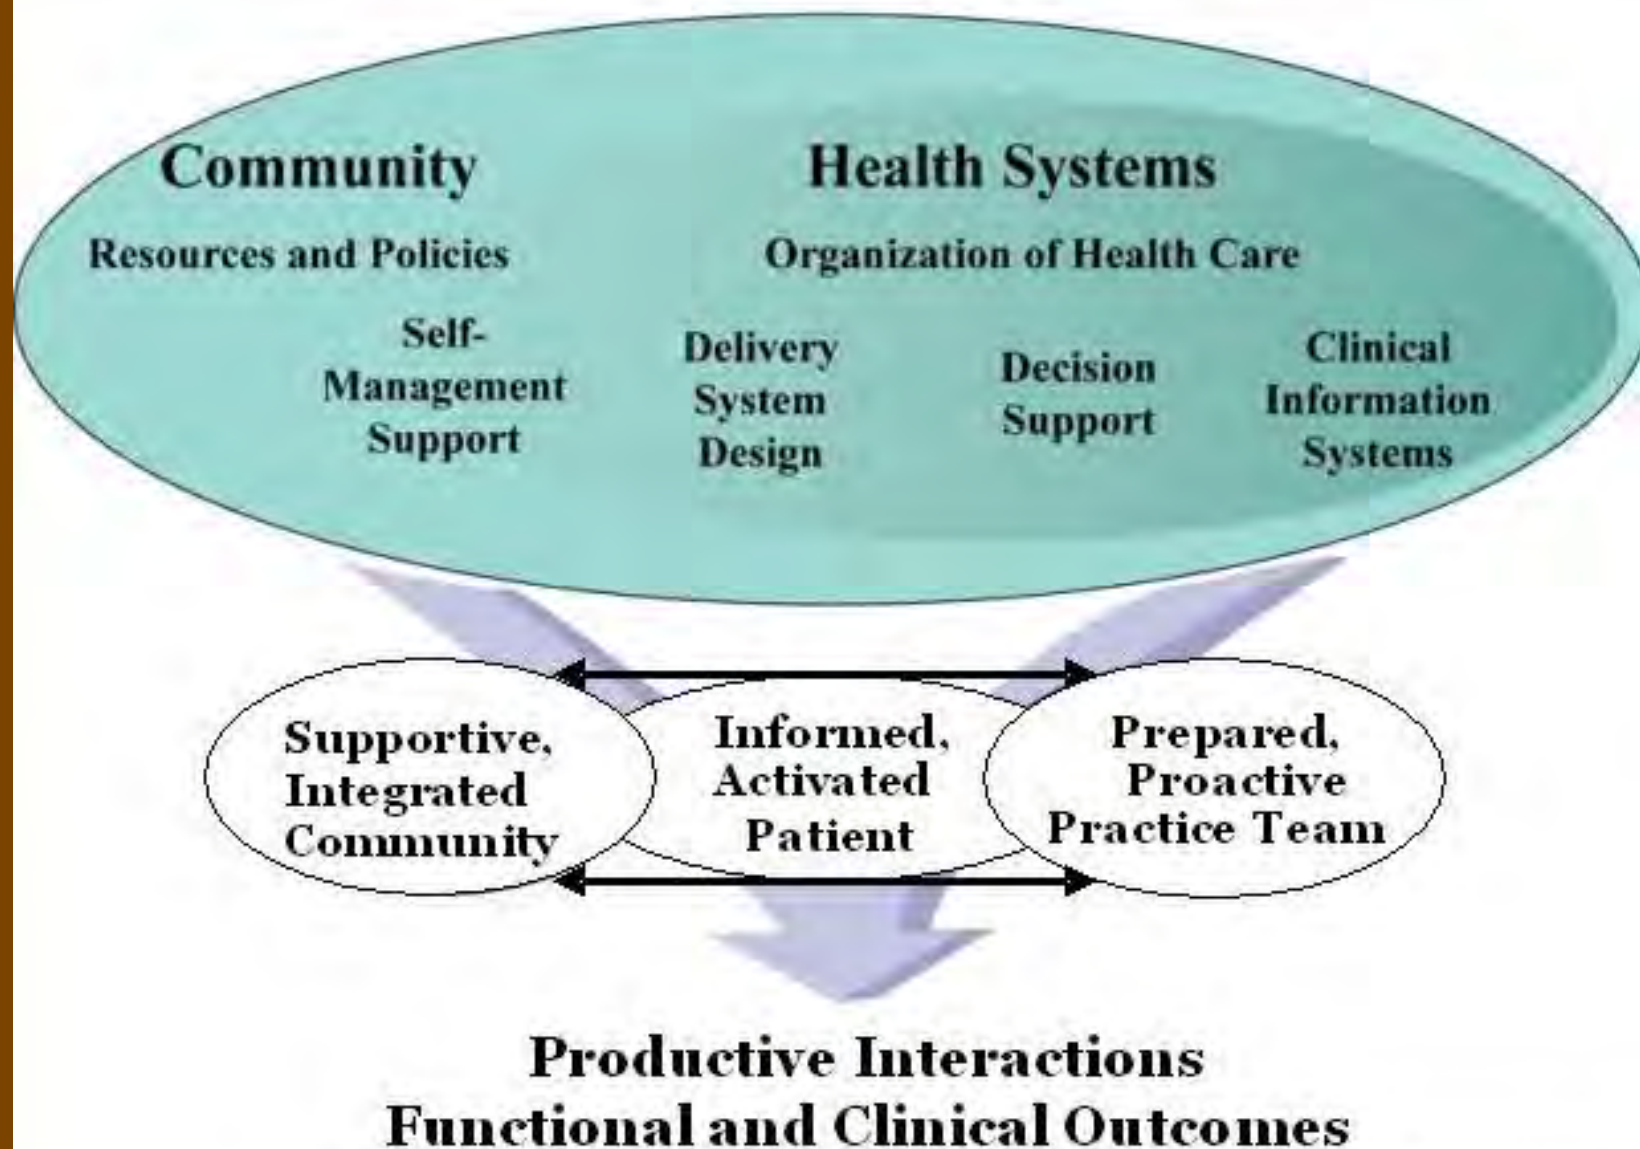 Community
Health Systems
Resources and Policies
Organization of Health Care
Self-
Management
Support
Delivery
System
Design
Decision
Support
Clinical
Information
Systems
Supportive,
Integrated
Community
Informed,
Activated
Patient
Prepared,
Proactive
Practice Team
Productive Interactions
Functional and Clinical Outcomes